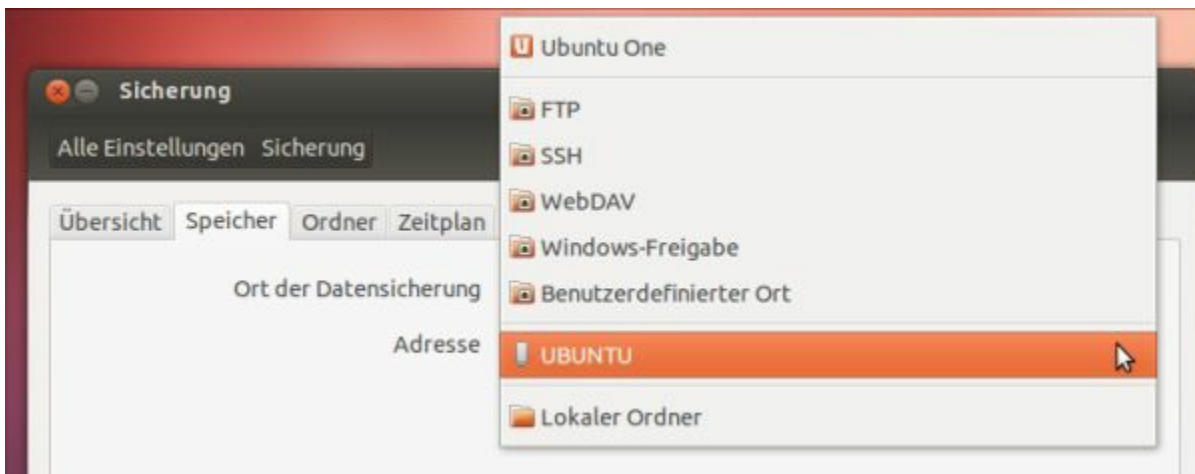 Sicherung
Alle Einstellungen Sicherung
Übersicht Speicher Ordner Zeitplan
Ort der Datensicherung
Adresse
Ubuntu One
FTP
SSH
WebDAV
Windows-Freigabe
Benutzerdefinierter Ort
UBUNTU
Lokaler Ordner